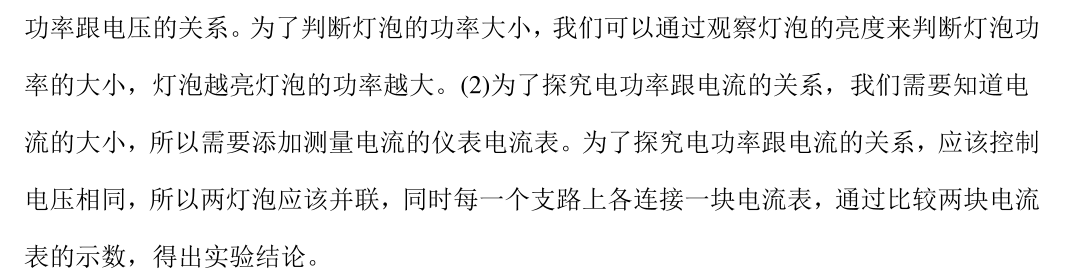 功率跟电压的关系。为了判断灯泡的功率大小，我们可以通过观察灯泡的亮度来判断灯泡功
率的大小，灯泡越亮灯泡的功率越大。(2)为了探究电功率跟电流的关系，我们需要知道电
流的大小，所以需要添加测量电流的仪表电流表。为了探究电功率跟电流的关系，应该控制
电压相同，所以两灯泡应该并联，同时每一个支路上各连接一块电流表，通过比较两块电流
表的示数，得出实验结论。